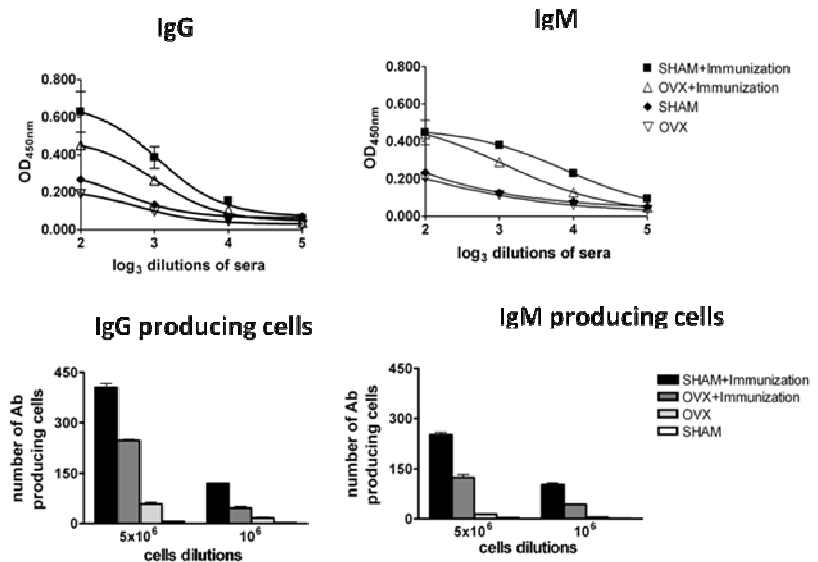 IgG
OD450nm
0.800
0.600
0.400
0.200
0.000
2 3 4 5
log3 dilutions of sera
IgM
OD450nm
0.800
0.600
0.400
0.200
0.000
2 3 4 5
log3 dilutions of sera
SHAM+Immunization
OVX+Immunization
SHAM
OVX
IgG producing cells
number of Ab
producing cells
450
300
150
0
5x10^6 10^6
cells dilutions
IgM producing cells
number of Ab
producing cells
450
300
150
0
5x10^6 10^6
cells dilutions
SHAM+Immunization
OVX+Immunization
OVX
SHAM